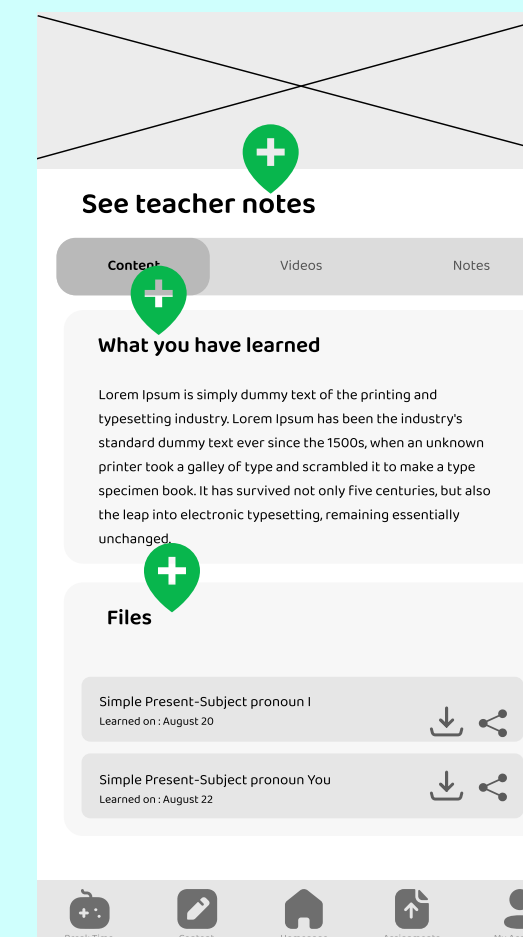 See teacher notes
Content
Videos
Notes
What you have learned
Lorem Ipsum is simply dummy text of the printing and
typesetting industry. Lorem Ipsum has been the industry's
standard dummy text ever since the 1500s, when an unknown
printer took a galley of type and scrambled it to make a type
specimen book. It has survived not only five centuries, but also
the leap into electronic typesetting, remaining essentially
unchanged.
Files
Simple Present-Subject pronoun I
Learned on : August 20
Simple Present-Subject pronoun You
Learned on : August 22